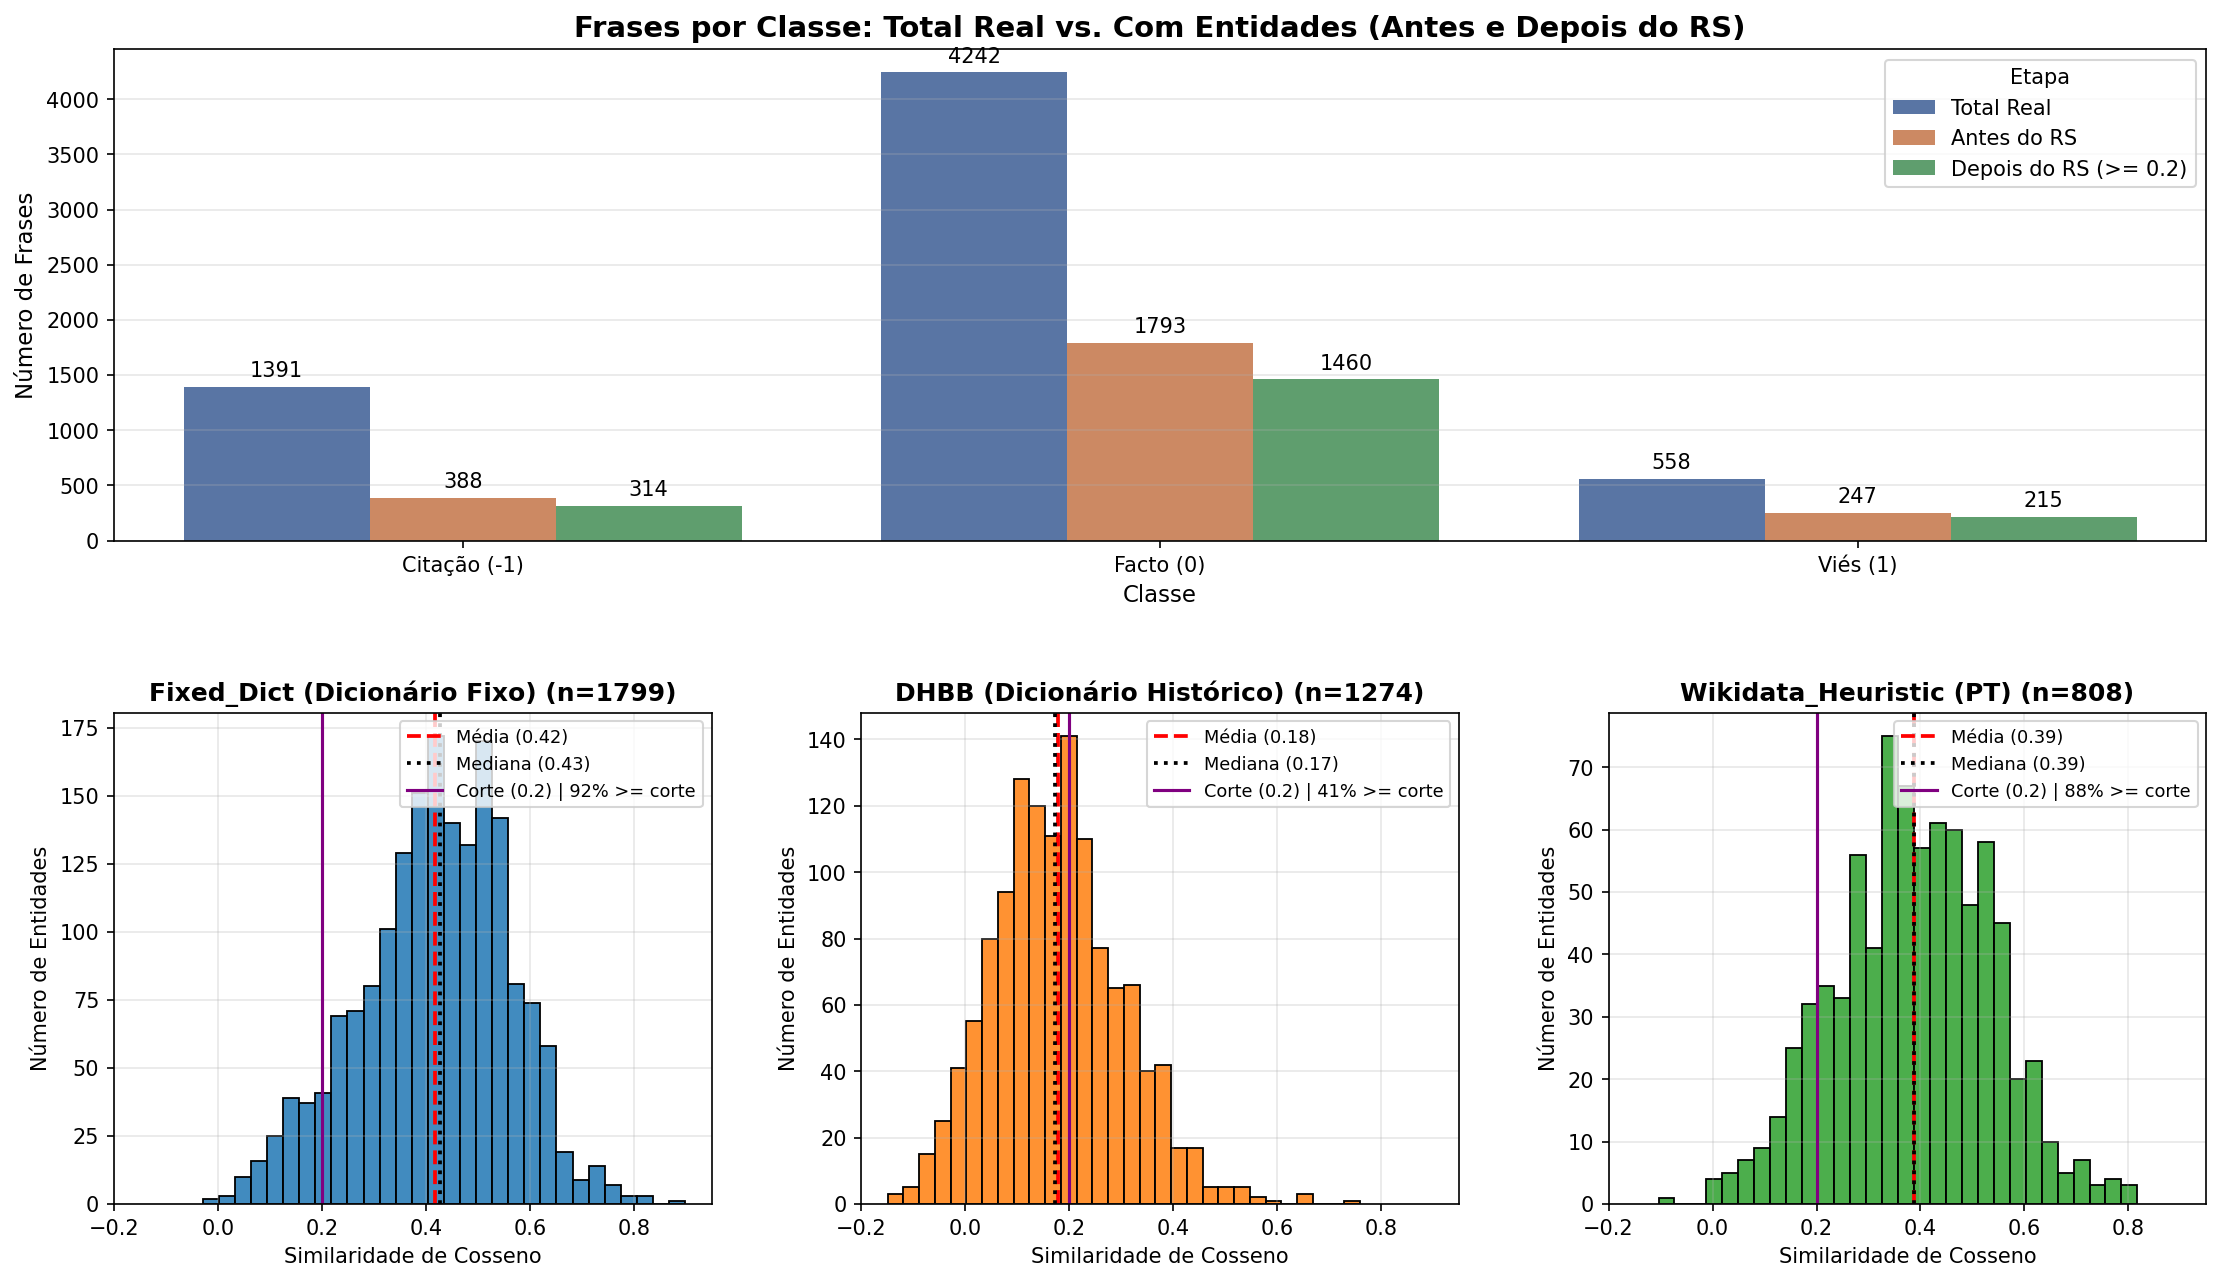 Frases por Classe: Total Real vs. Com Entidades (Antes e Depois do RS)
Número de Frases
4000
3500
3000
2500
2000
1500
1000
500
0
4242
1793
1460
1391
388
314
558
247
215
Etapa
Total Real
Antes do RS
Depois do RS (>= 0.2)
Citação (-1)
Facto (0)
Viés (1)
Classe
Fixed_Dict (Dicionário Fixo) (n=1799)
Número de Entidades
175
150
125
100
75
50
25
0
Média (0.42)
Mediana (0.43)
Corte (0.2) | 92% >= corte
−0.2 0.0 0.2 0.4 0.6 0.8
Similaridade de Cosseno
DHBB (Dicionário Histórico) (n=1274)
Número de Entidades
140
120
100
80
60
40
20
0
Média (0.18)
Mediana (0.17)
Corte (0.2) | 41% >= corte
−0.2 0.0 0.2 0.4 0.6 0.8
Similaridade de Cosseno
Wikidata_Heuristic (PT) (n=808)
Número de Entidades
70
60
50
40
30
20
10
0
Média (0.39)
Mediana (0.39)
Corte (0.2) | 88% >= corte
−0.2 0.0 0.2 0.4 0.6 0.8
Similaridade de Cosseno